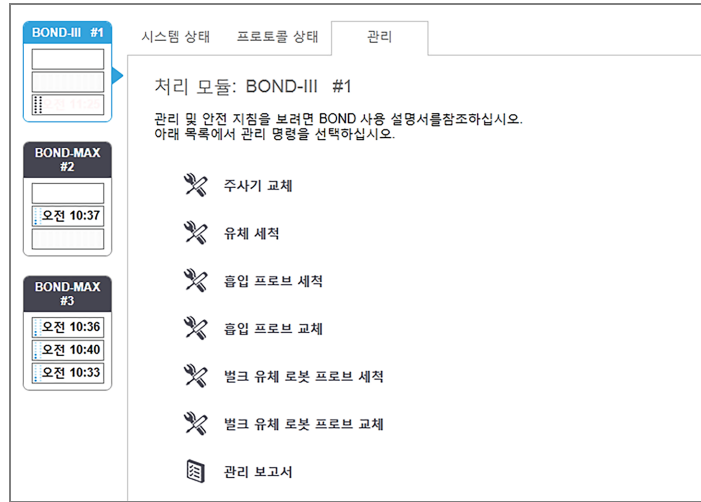 BOND-III #1
시스템 상태 프로토콜 상태 관리
처리 모듈: BOND-III #1
관리 및 안전 지침을 보려면 BOND 사용 설명서를참조하십시오.
아래 목록에서 관리 명령을 선택하십시오.
BOND-MAX
#2
오전 10:37
BOND-MAX
#3
오전 10:36
오전 10:40
오전 10:33
주사기 교체
유체 세척
흡입 프로브 세척
흡입 프로브 교체
벌크 유체 로봇 프로브 세척
벌크 유체 로봇 프로브 교체
관리 보고서